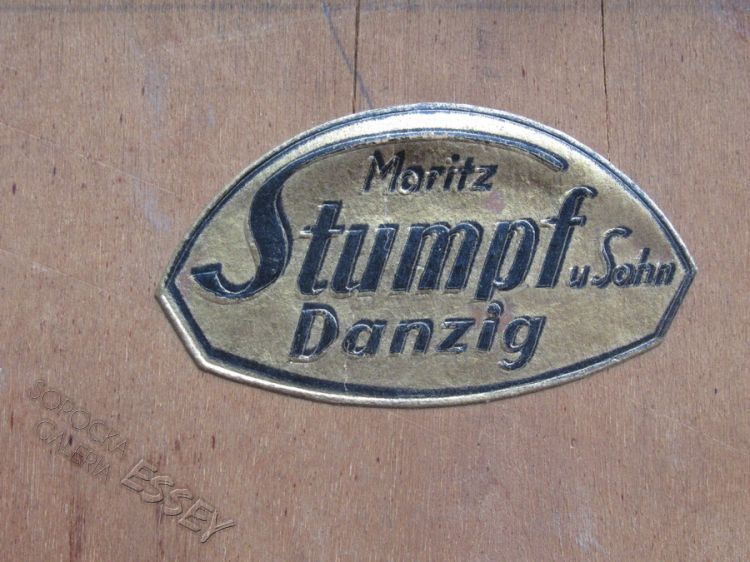 Moritz
Stumpf u Sohn
Danzig
SOPOCKA
GALERIA ESSEY